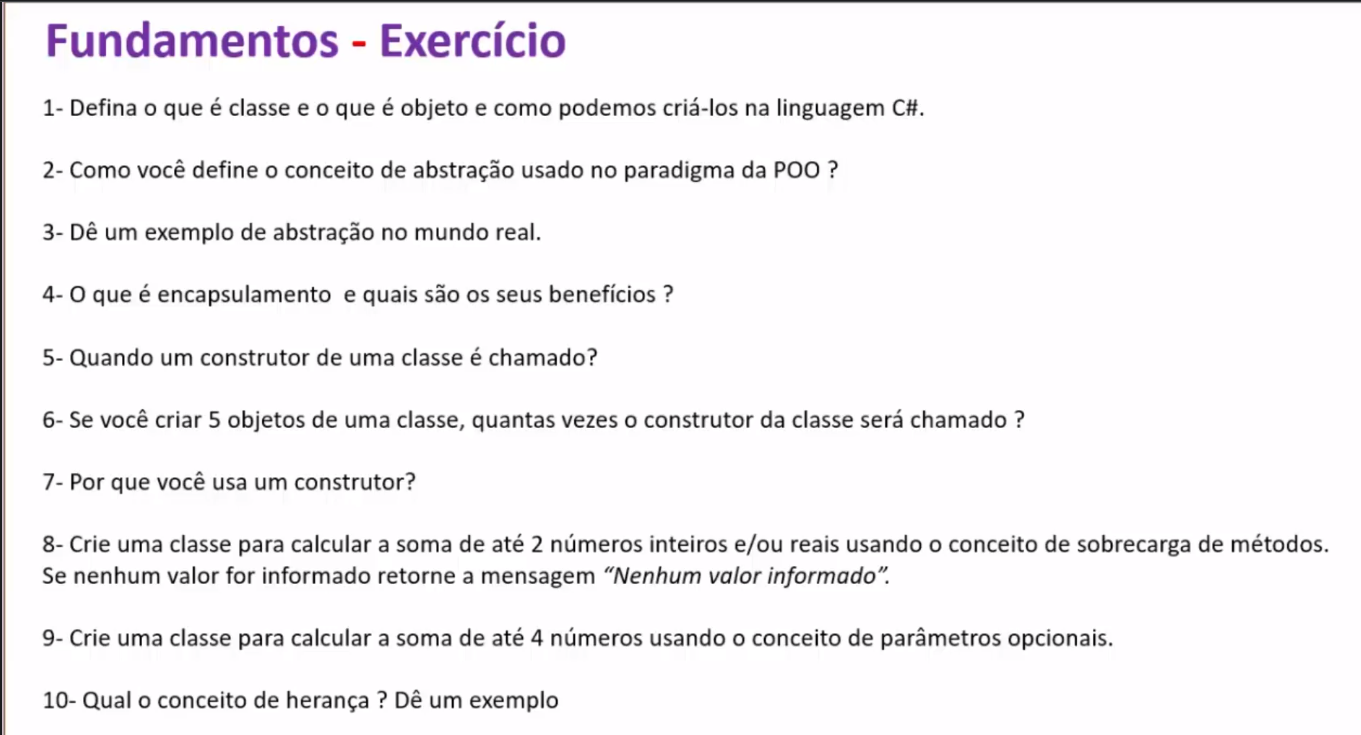 Fundamentos - Exercício
1- Defina o que é classe e o que é objeto e como podemos criá-los na linguagem C#.
2- Como você define o conceito de abstração usado no paradigma da POO ?
3- Dê um exemplo de abstração no mundo real.
4- O que é encapsulamento  e quais são os seus benefícios ?
5- Quando um construtor de uma classe é chamado?
6- Se você criar 5 objetos de uma classe, quantas vezes o construtor da classe será chamado ?
7- Por que você usa um construtor?
8- Crie uma classe para calcular a soma de até 2 números inteiros e/ou reais usando o conceito de sobrecarga de métodos.
Se nenhum valor for informado retorne a mensagem “Nenhum valor informado”.
9- Crie uma classe para calcular a soma de até 4 números usando o conceito de parâmetros opcionais.
10- Qual o conceito de herança ? Dê um exemplo